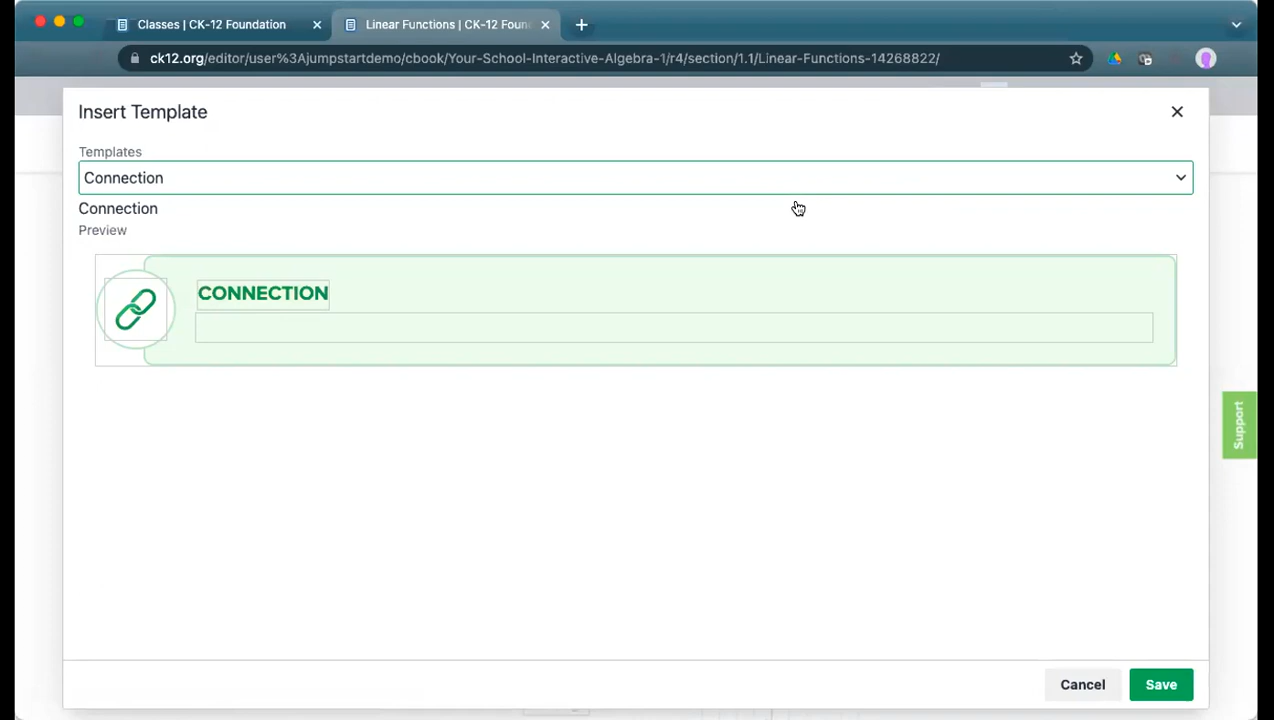 Classes | CK-12 Foundation
Linear Functions | CK-12 Foun
ck12.org/editor/user%3Ajumpstartdemo/cbook/Your-School-Interactive-Algebra-1/r4/section/1.1/Linear-Functions-14268822/
Insert Template
Templates
Connection
Connection
Preview
CONNECTION
Support
Cancel
Save